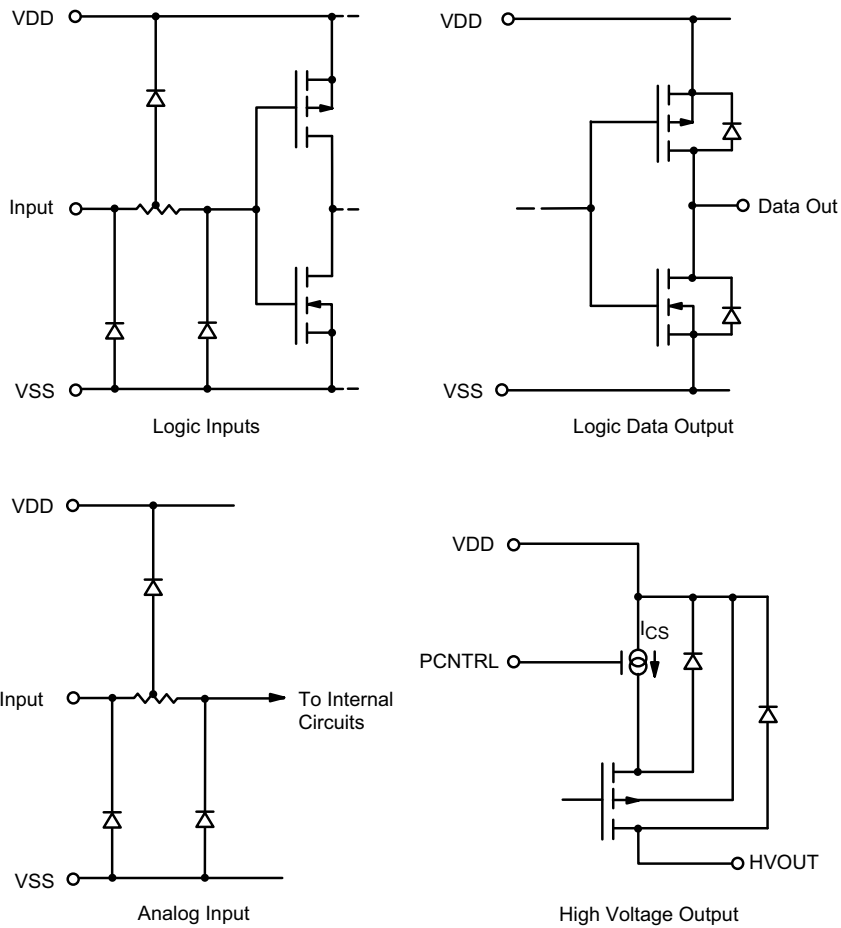 VDD
Input
VSS
Logic Inputs
VDD
Data Out
VSS
Logic Data Output
VDD
Input
To Internal
Circuits
VSS
Analog Input
VDD
ICS
PCNTRL
HVOUT
High Voltage Output